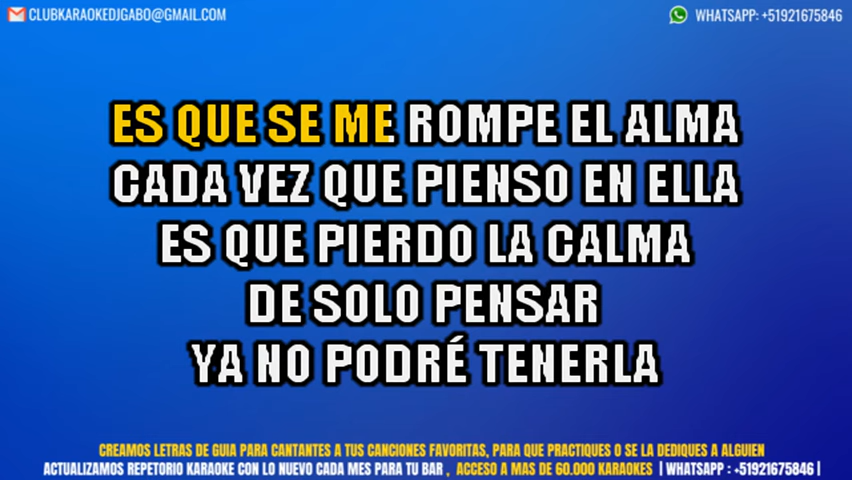 CLUBKARAOKEDJGABO@GMAIL.COM
WHATSAPP: +51921675846
ES QUE SE ME ROMPE EL ALMA
CADA VEZ QUE PIENSO EN ELLA
ES QUE PIERDO LA CALMA
DE SOLO PENSAR
YA NO PODRÉ TENERLA
CREAMOS LETRAS DE GUIA PARA CANTANTES A TUS CANCIONES FAVORITAS, PARA QUE PRACTIQUES O SE LA DEDIQUES A ALGUIEN
ACTUALIZAMOS REPETORIO KARAOKE CON LO NUEVO CADA MES PARA TU BAR , ACCESO A MAS DE 60.000 KARAOKES | WHATSAPP : +51921675846 |